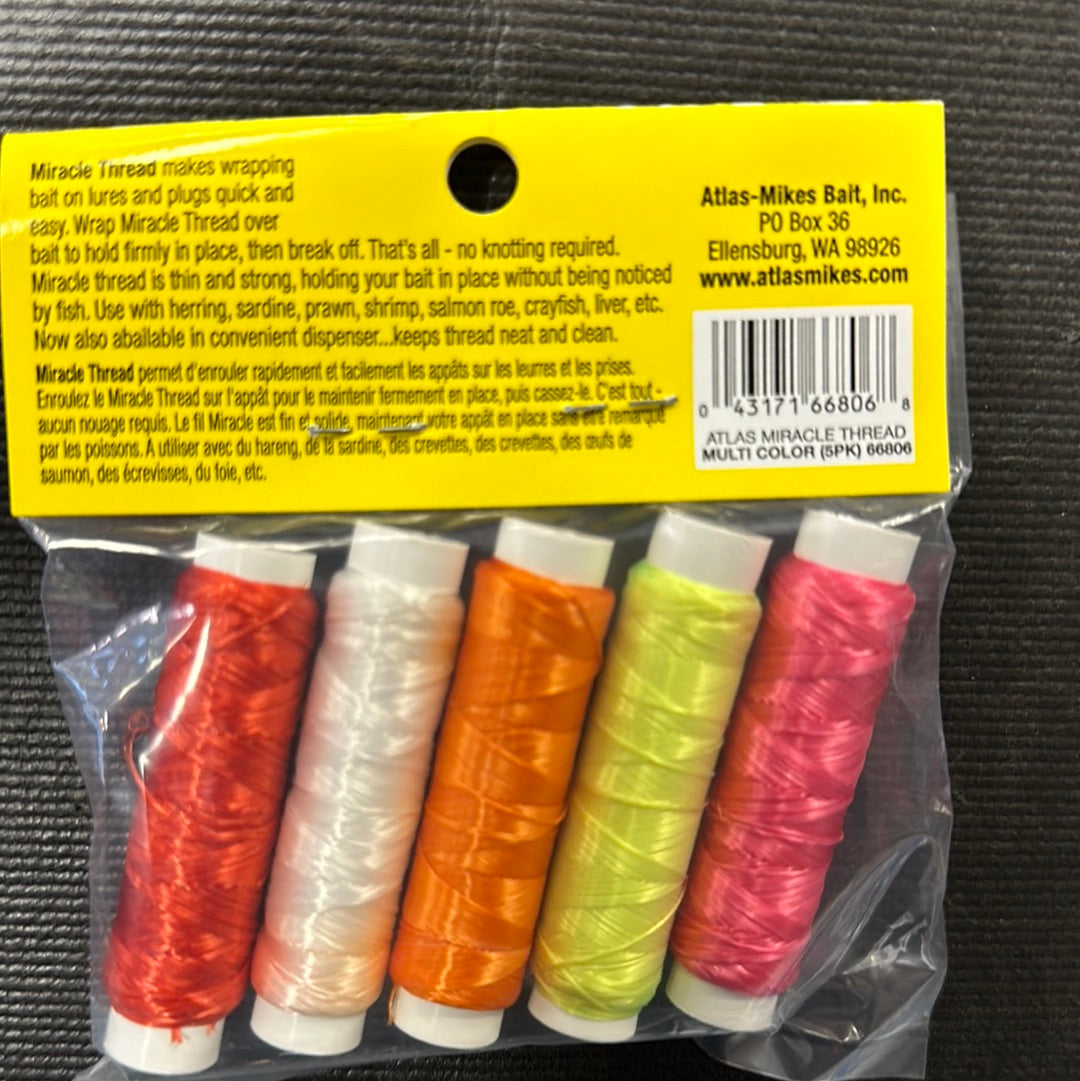 Miracle Thread makes wrapping
bait on lures and plugs quick and
easy. Wrap Miracle Thread over
bait to hold firmly in place, then break off. That's all - no knotting required.
Miracle thread is thin and strong, holding your bait in place without being noticed
by fish. Use with herring, sardine, prawn, shrimp, salmon roe, crayfish, liver, etc.
Now also abailable in convenient dispenser...keeps thread neat and clean.
Miracle Thread permet d'enrouler rapidement et facilement les appâts sur les leurres et les prises.
Enroulez le Miracle Thread sur l'appât pour le maintenir fermement en place, puis cassez-le. C'est tout -
aucun nouage requis. Le fil Miracle est fin et solide, maintenant votre appât en place sans être remarqué
par les poissons. A utiliser avec du hareng, de la sardine, des crevettes, des crevettes, des œufs de
saumon, des écrevisses, du foie, etc.
Atlas-Mikes Bait, Inc.
PO Box 36
Ellensburg, WA 98926
www.atlasmikes.com
0 43171 66806 8
ATLAS MIRACLE THREAD
MULTI COLOR (5PK) 66806